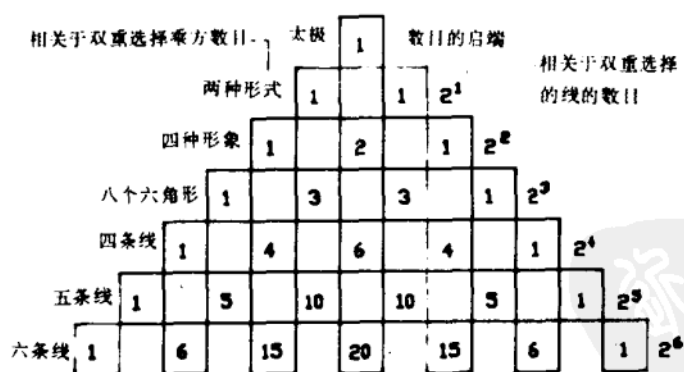 相关于双重选择乘方数目
太极
1
数目的启端
相关于双重选择
的线的数目
两种形式 1 1 2¹
四种形象 1 2 1 2²
八个六角形 1 3 3 1 2³
四条线 1 4 6 4 1 2⁴
五条线 1 5 10 10 5 1 2⁵
六条线 1 6 15 20 15 6 1 2⁶